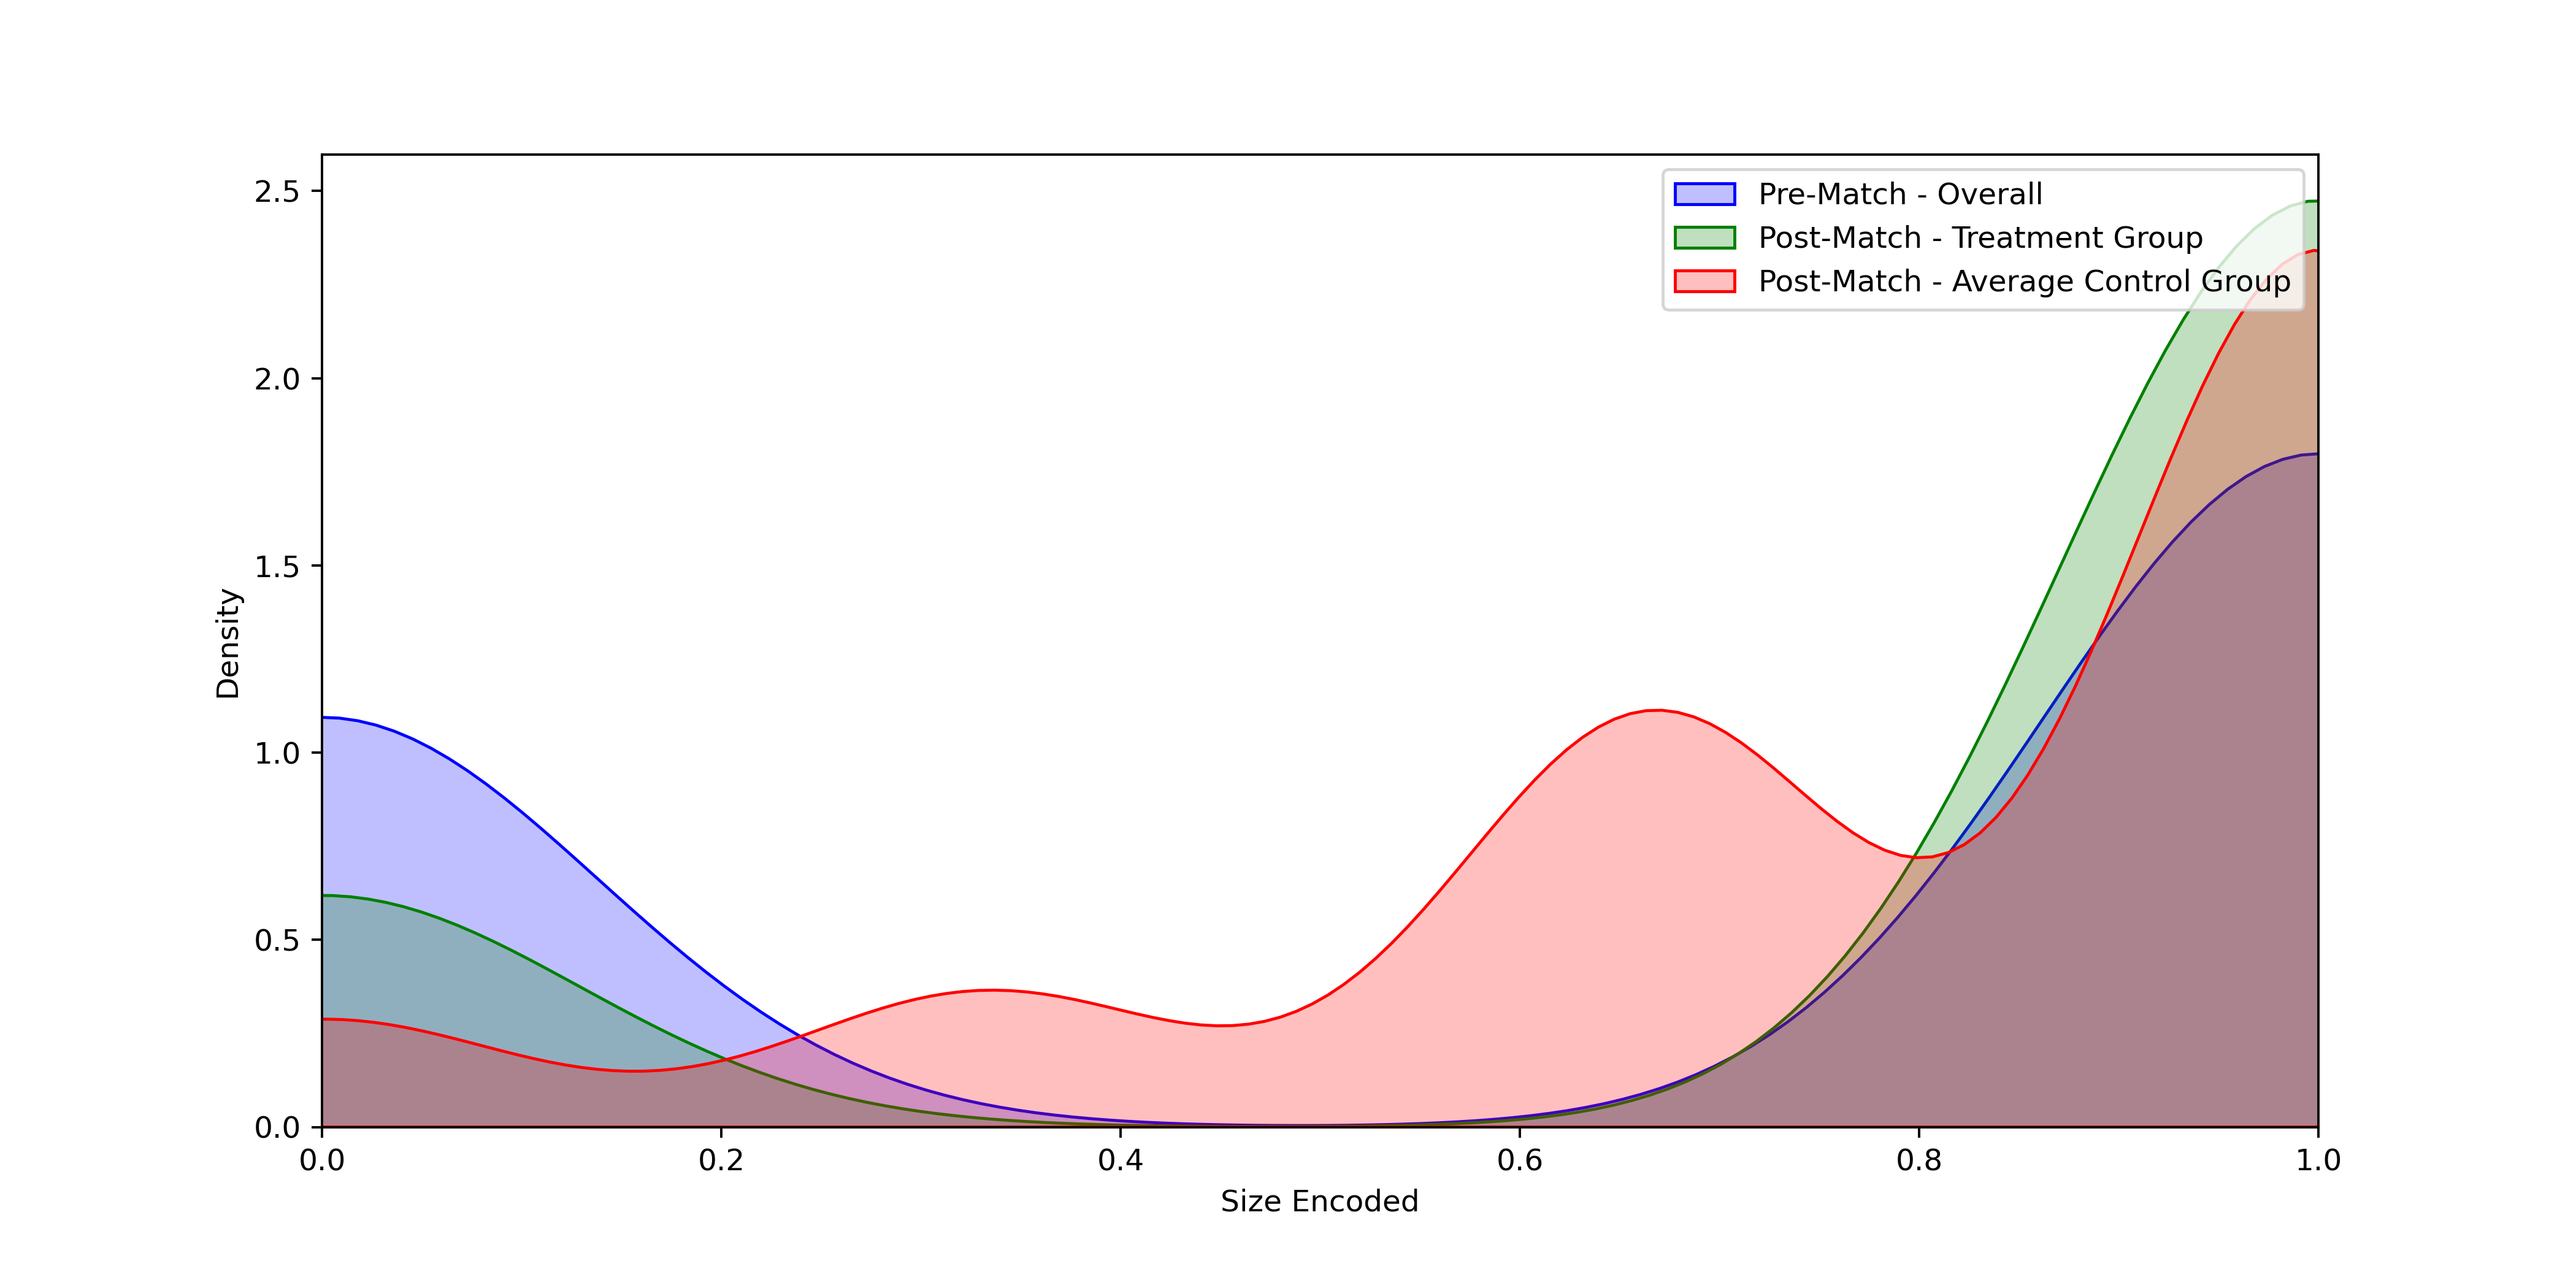 Pre-Match - Overall
Post-Match - Treatment Group
Post-Match - Average Control Group
2.5
2.0
1.5
1.0
0.5
0.0
Density
0.0 0.2 0.4 0.6 0.8 1.0
Size Encoded